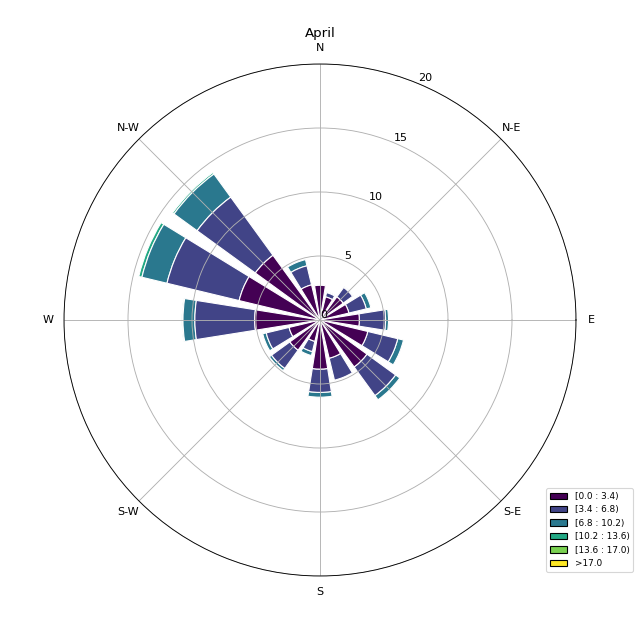 April
N
20
N-W
N-E
15
10
5
0
W
E
S-W
S-E
S
[0.0 : 3.4)
[3.4 : 6.8)
[6.8 : 10.2)
[10.2 : 13.6)
[13.6 : 17.0)
>17.0